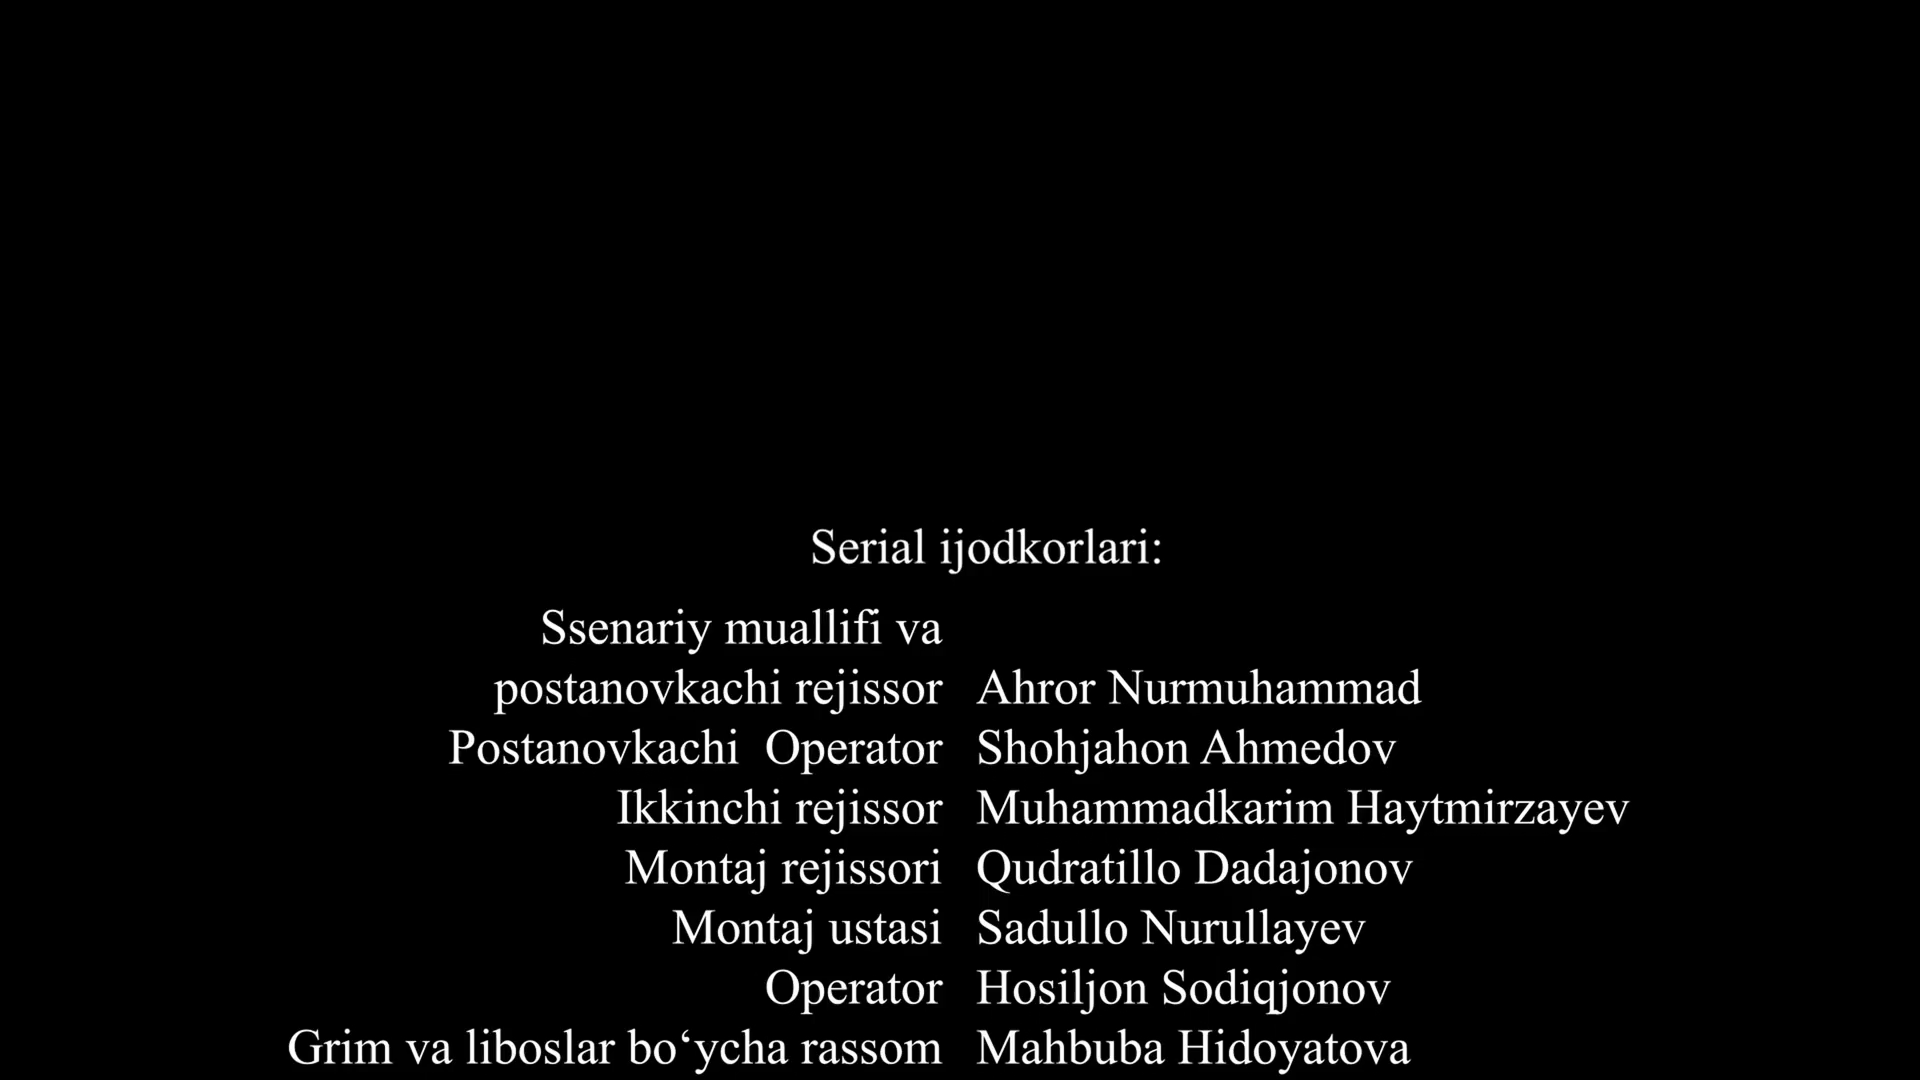 Serial ijodkorlari:
Ssenariy muallifi va
postanovkachi rejissor Ahror Nurmuhammad
Postanovkachi Operator Shohjahon Ahmedov
Ikkinchi rejissor Muhammadkarim Haytmirzayev
Montaj rejissori Qudratillo Dadajonov
Montaj ustasi Sadullo Nurullayev
Operator Hosiljon Sodiqjonov
Grim va liboslar bo‘ycha rassom Mahbuba Hidoyatova